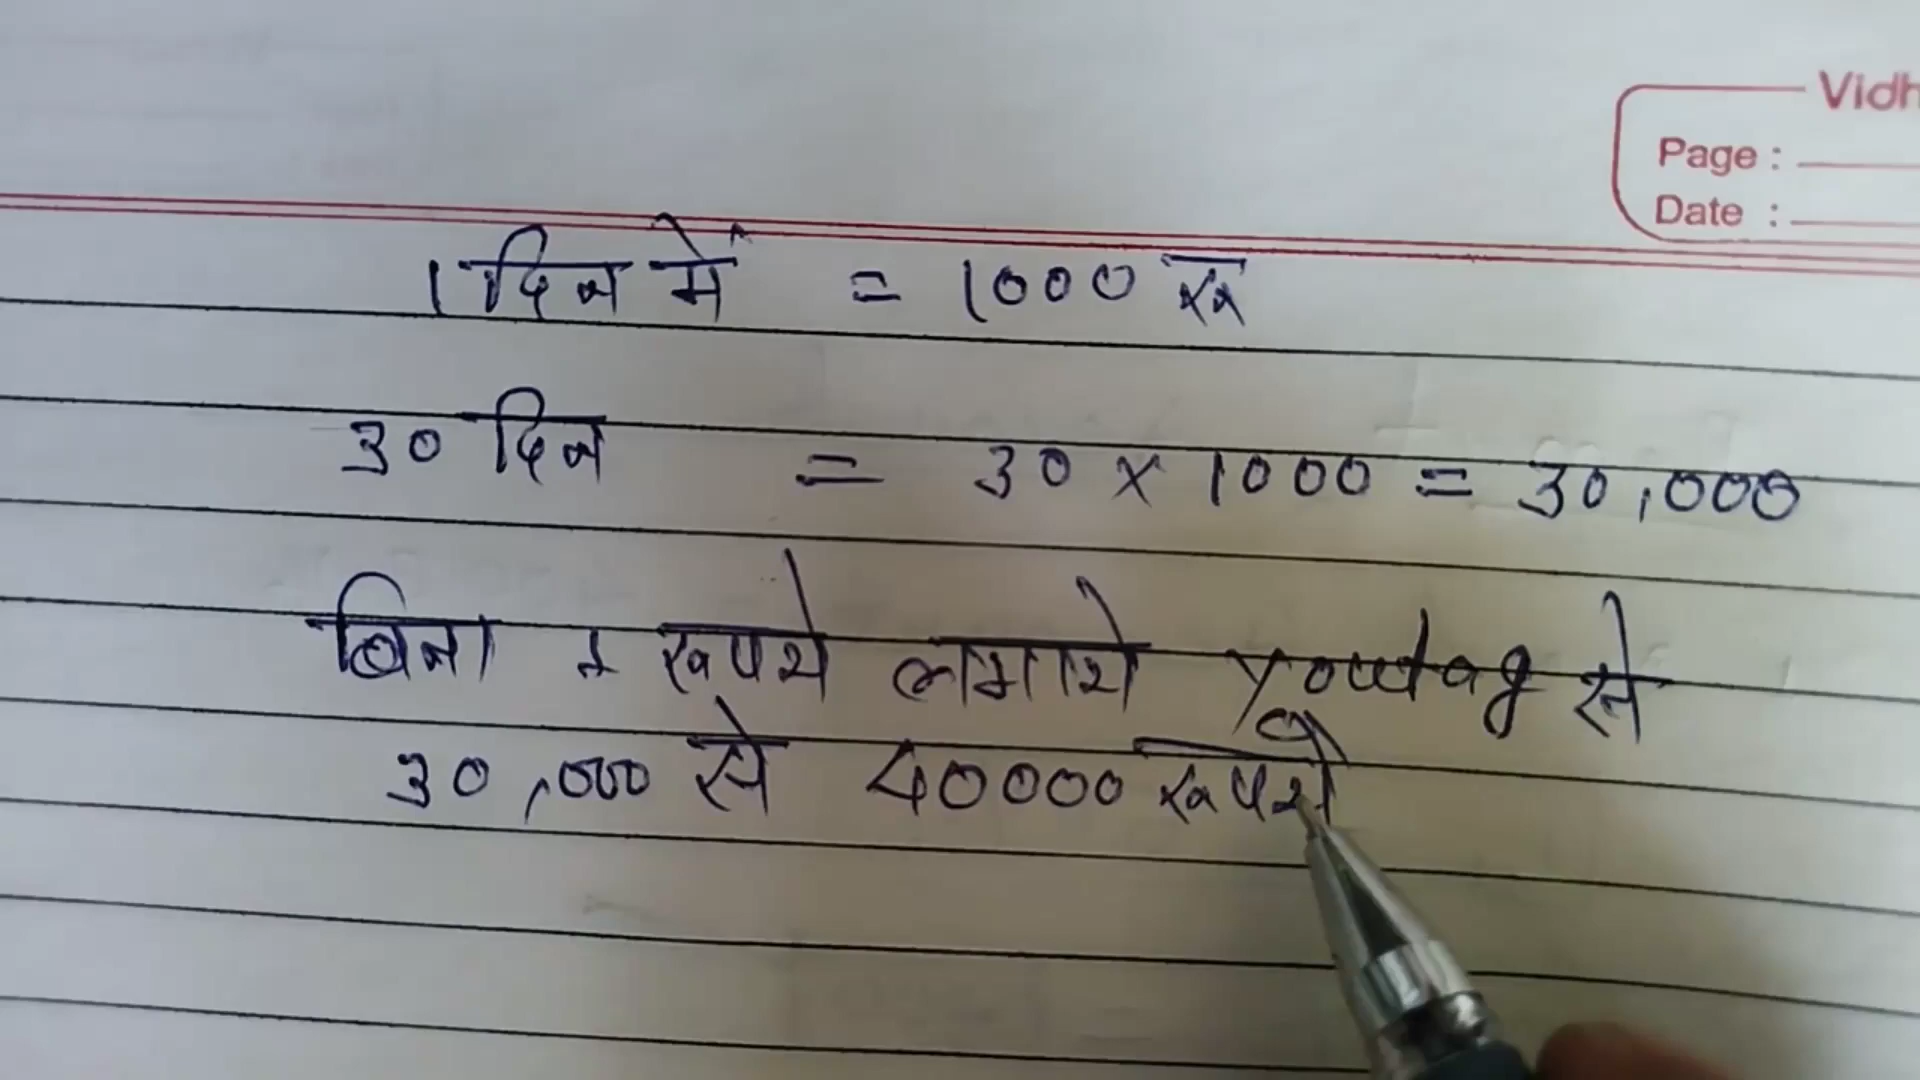 Vidh
Page :
Date :
1 दिन में = 1000 रू
30 दिन = 30 x 1000 = 30,000
बिना 1 रूपये लगाये youtag से
30,000 से 40000 रूपये